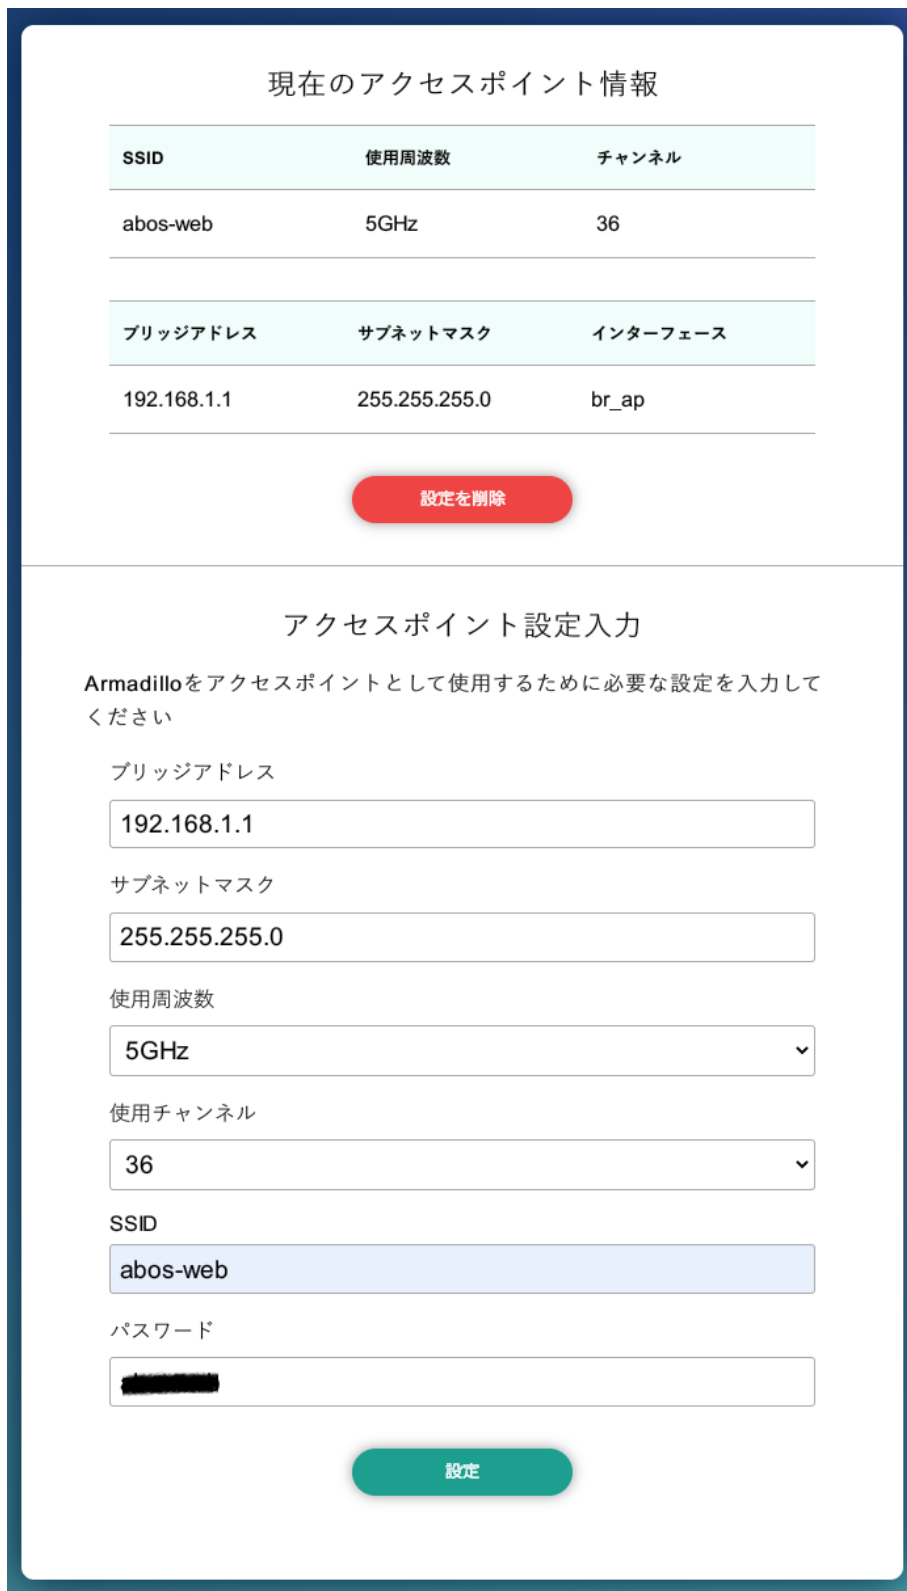 現在のアクセスポイント情報
SSID 使用周波数 チャンネル
abos-web 5GHz 36
ブリッジアドレス サブネットマスク インターフェース
192.168.1.1 255.255.255.0 br_ap
設定を削除
アクセスポイント設定入力
Armadilloをアクセスポイントとして使用するために必要な設定を入力して
ください
ブリッジアドレス
192.168.1.1
サブネットマスク
255.255.255.0
使用周波数
5GHz
使用チャンネル
36
SSID
abos-web
パスワード
設定